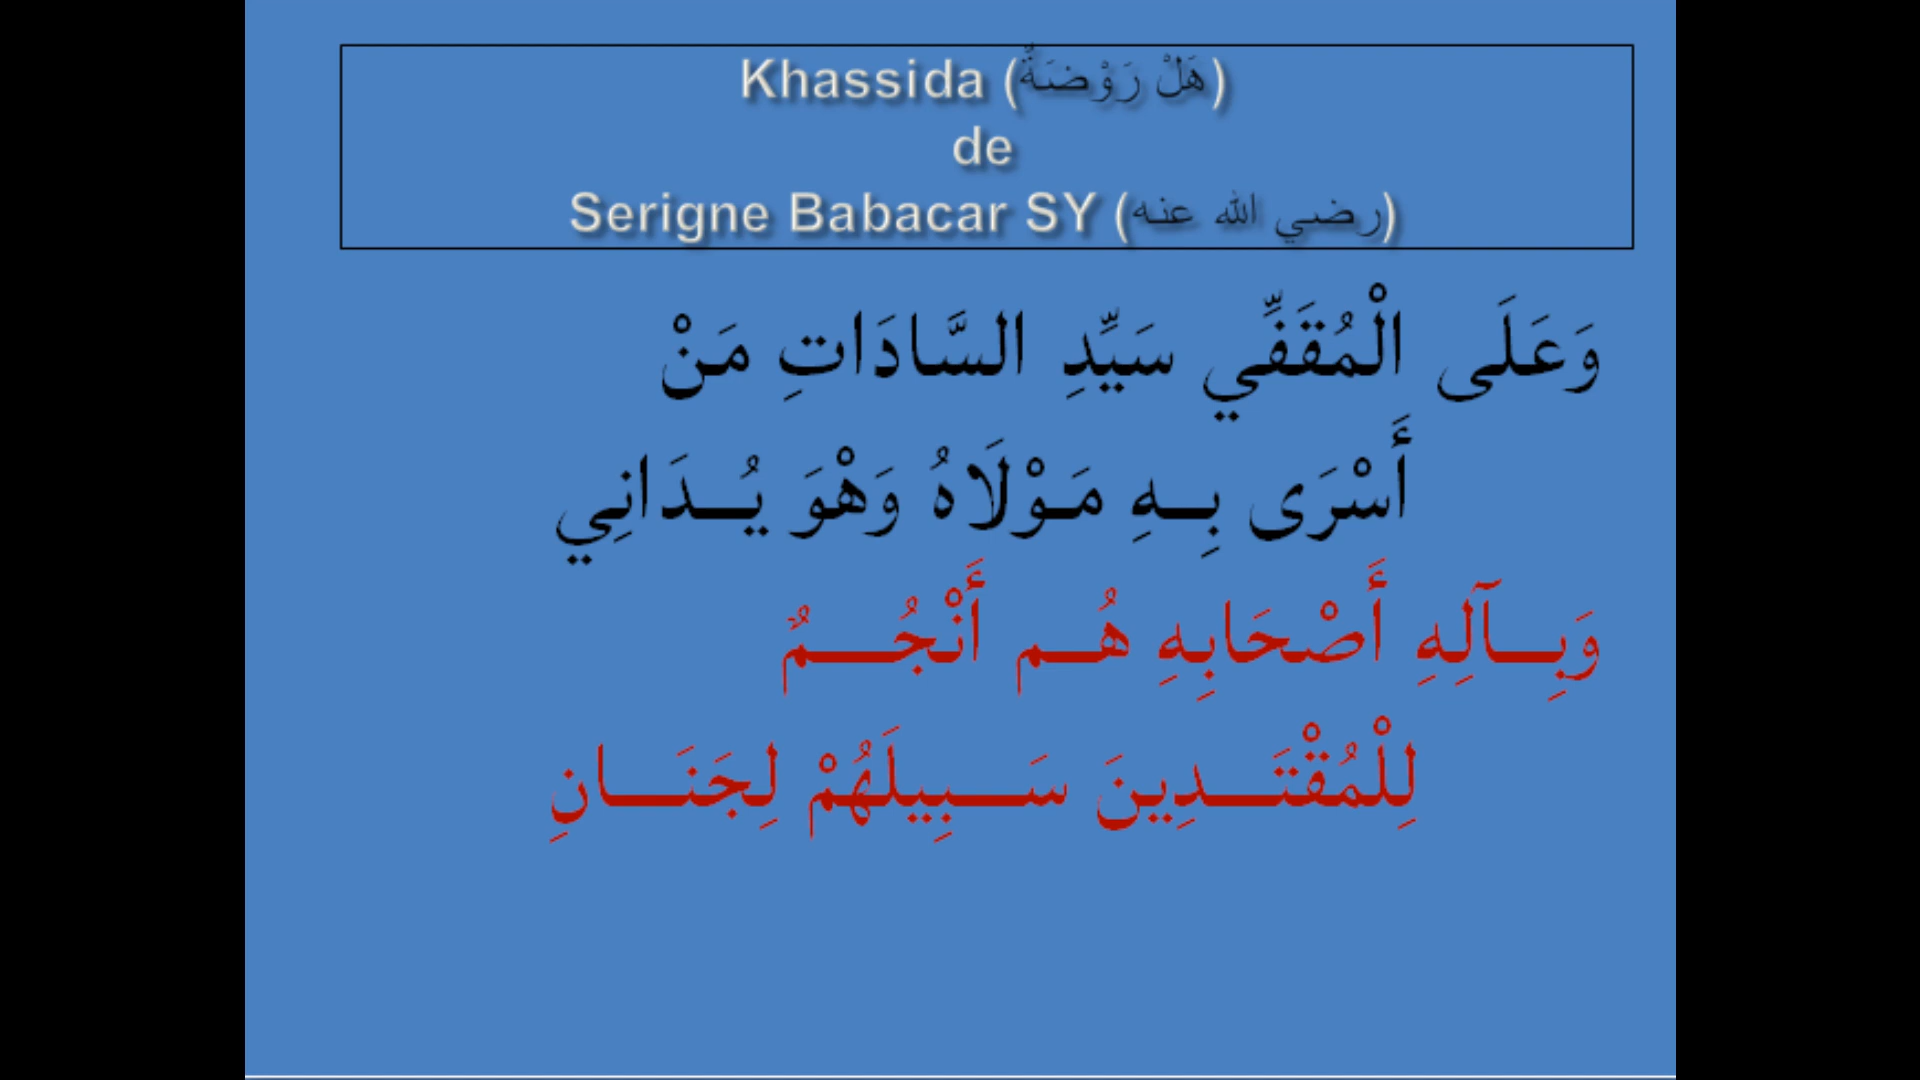 Khassida (هَلْ رَوْضَةٌ)
de
Serigne Babacar SY (رضي الله عنه)
وَعَلَى الْمُقَفِّي سَيِّدِ السَّادَاتِ مَنْ
أَسْرَى بِهِ مَوْلَاهُ وَهْوَ يُدَانِي
وَبِآلِهِ أَصْحَابِهِ هُم أَنْجُمٌ
لِلْمُقْتَدِينَ سَبِيلَهُمْ لِجَنَانِ